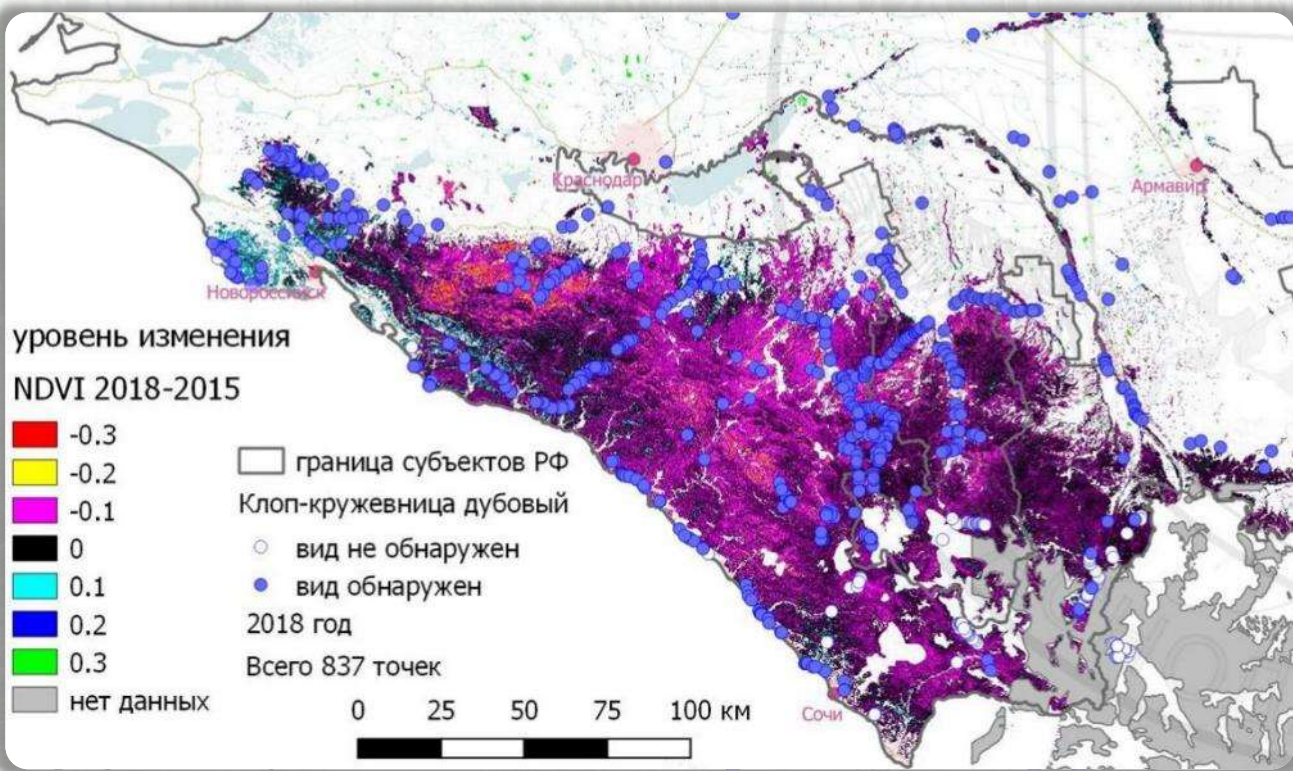 Краснодар
Армавир
Новороссийск
уровень изменения
NDVI 2018-2015
-0.3
-0.2
-0.1
0
0.1
0.2
0.3
нет данных
граница субъектов РФ
Клоп-кружевница дубовый
вид не обнаружен
вид обнаружен
2018 год
Всего 837 точек
0 25 50 75 100 км
Сочи